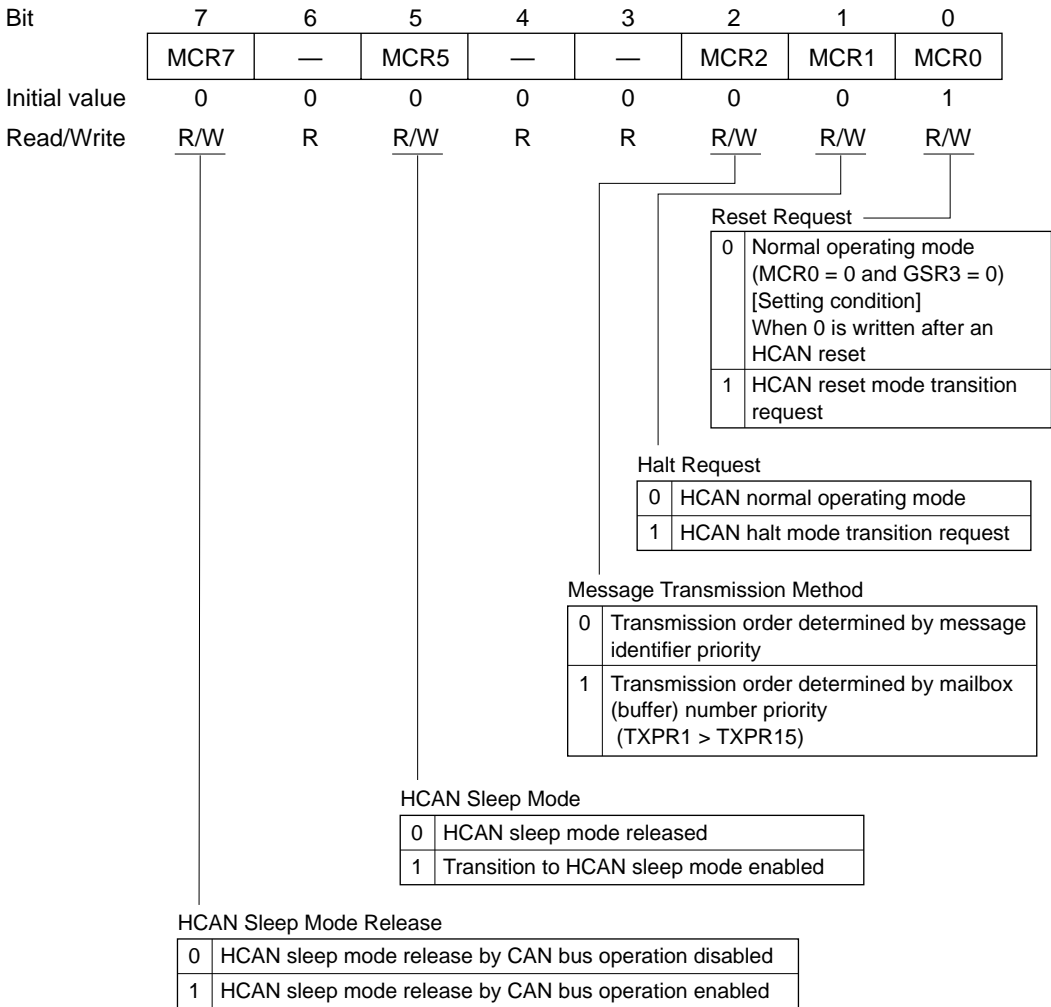 Bit 7 6 5 4 3 2 1 0
MCR7 — MCR5 — — MCR2 MCR1 MCR0
Initial value 0 0 0 0 0 0 0 1
Read/Write R/W R R/W R R R/W R/W R/W
Reset Request
0 Normal operating mode
(MCR0 = 0 and GSR3 = 0)
[Setting condition]
When 0 is written after an
HCAN reset
1 HCAN reset mode transition
request
Halt Request
0 HCAN normal operating mode
1 HCAN halt mode transition request
Message Transmission Method
0 Transmission order determined by message
identifier priority
1 Transmission order determined by mailbox
(buffer) number priority
(TXPR1 > TXPR15)
HCAN Sleep Mode
0 HCAN sleep mode released
1 Transition to HCAN sleep mode enabled
HCAN Sleep Mode Release
0 HCAN sleep mode release by CAN bus operation disabled
1 HCAN sleep mode release by CAN bus operation enabled